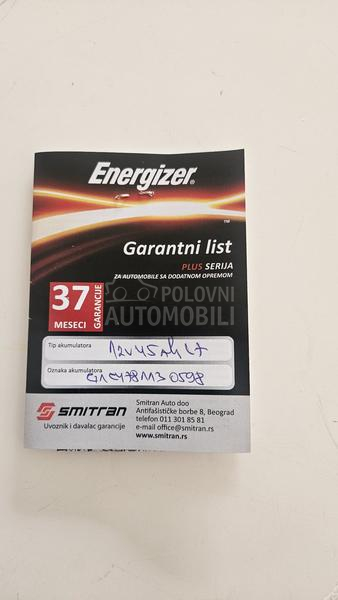 Energizer
TM
Garantni list
PLUS SERIJA
ZA AUTOMOBILE SA DODATNOM OPREMOM
37
MESECI
GARANCIJE
POLOVNI
AUTOMOBILI
Tip akumulatora
12V45Ah L+
Oznaka akumulatora
0598
SMITRAN
Uvoznik i davalac garancije
Smitran Auto doo
Antifašističke borbe 8, Beograd
telefon 011 301 85 81
e-mail office@smitran.rs
www.smitran.rs